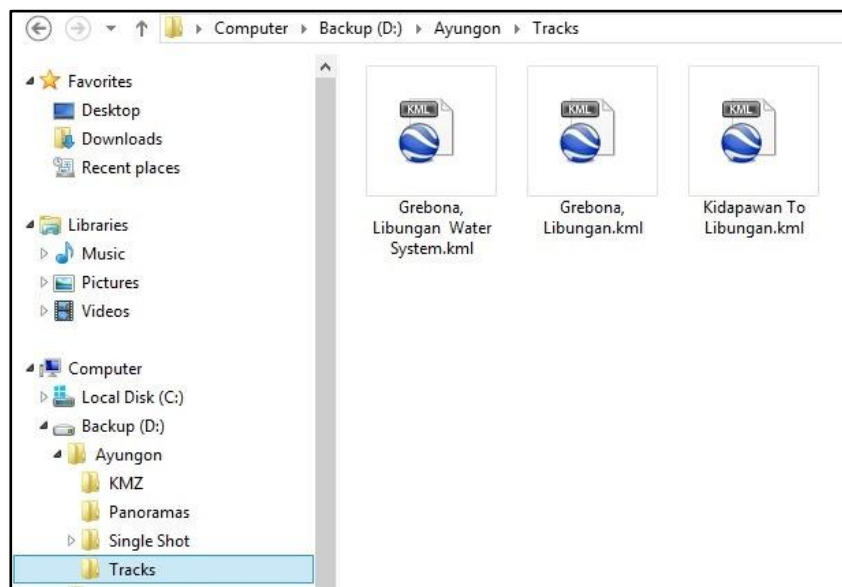 Computer Backup (D:) Ayungon Tracks
Favorites
Desktop
Downloads
Recent places
Libraries
Music
Pictures
Videos
Computer
Local Disk (C:)
Backup (D:)
Ayungon
KMZ
Panoramas
Single Shot
Tracks
KML
Grebona,
Libungan Water
System.kml
KML
Grebona,
Libungan.kml
KML
Kidapawan To
Libungan.kml